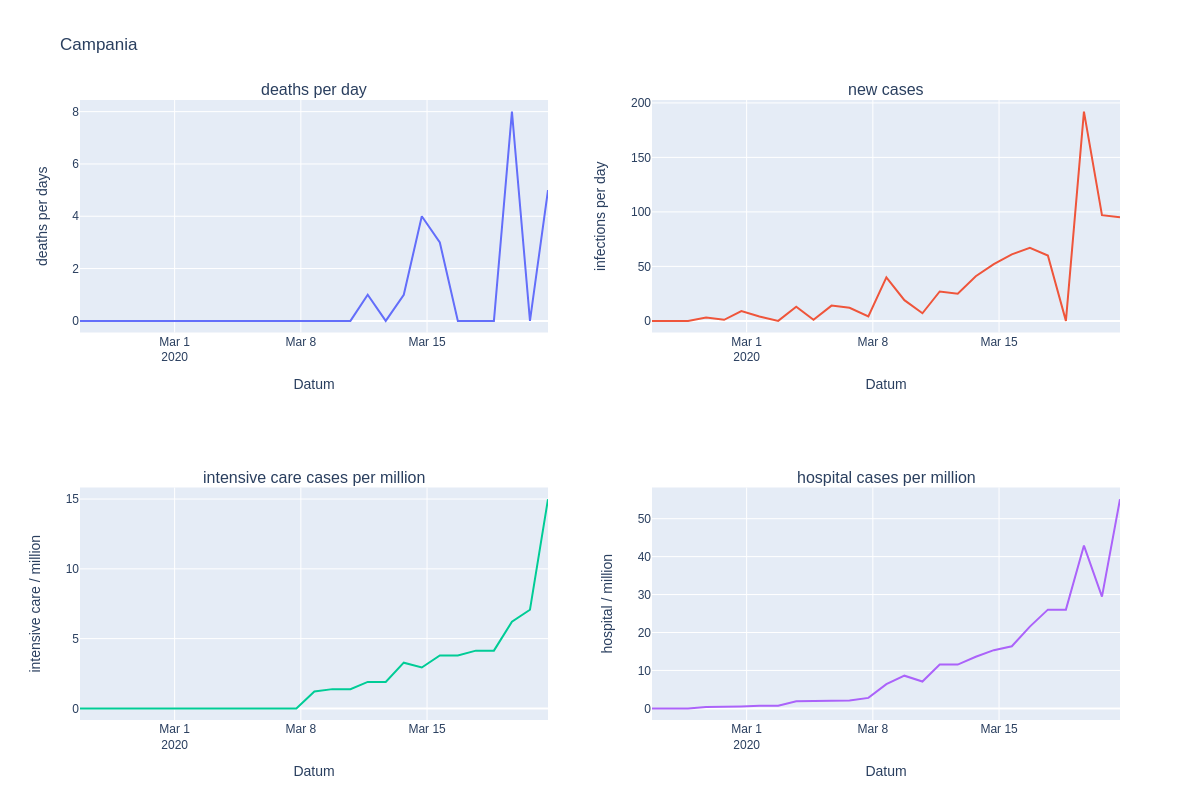 Campania
deaths per day
deaths per days
8
6
4
2
0
Mar 1
2020
Mar 8
Mar 15
Datum
new cases
infections per day
200
150
100
50
0
Mar 1
2020
Mar 8
Mar 15
Datum
intensive care cases per million
intensive care / million
15
10
5
0
Mar 1
2020
Mar 8
Mar 15
Datum
hospital cases per million
hospital / million
50
40
30
20
10
0
Mar 1
2020
Mar 8
Mar 15
Datum